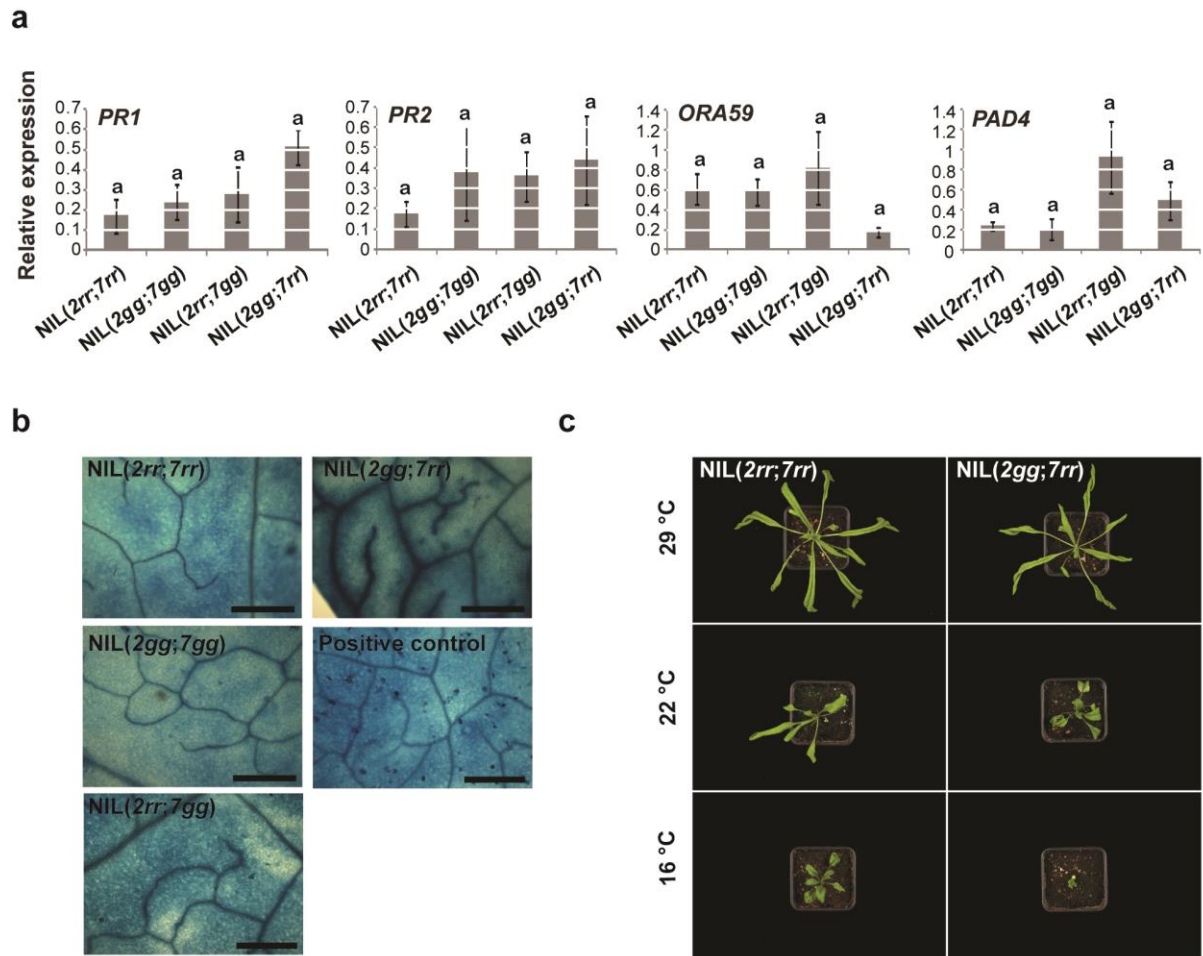 a
Relative expression
PR1
0.7
0.6
0.5
0.4
0.3
0.2
0.1
0
a
a
a
a
NIL(2rr;7rr)
NIL(2gg;7gg)
NIL(2rr;7gg)
NIL(2gg;7rr)
PR2
0.7
0.6
0.5
0.4
0.3
0.2
0.1
0
a
a
a
a
NIL(2rr;7rr)
NIL(2gg;7gg)
NIL(2rr;7gg)
NIL(2gg;7rr)
ORA59
1.4
1.2
1
0.8
0.6
0.4
0.2
0
a
a
a
a
NIL(2rr;7rr)
NIL(2gg;7gg)
NIL(2rr;7gg)
NIL(2gg;7rr)
PAD4
1.4
1.2
1
0.8
0.6
0.4
0.2
0
a
a
a
a
NIL(2rr;7rr)
NIL(2gg;7gg)
NIL(2rr;7gg)
NIL(2gg;7rr)
b
NIL(2rr;7rr)
NIL(2gg;7rr)
NIL(2gg;7gg)
Positive control
NIL(2rr;7gg)
c
NIL(2rr;7rr)
NIL(2gg;7rr)
29 °C
22 °C
16 °C